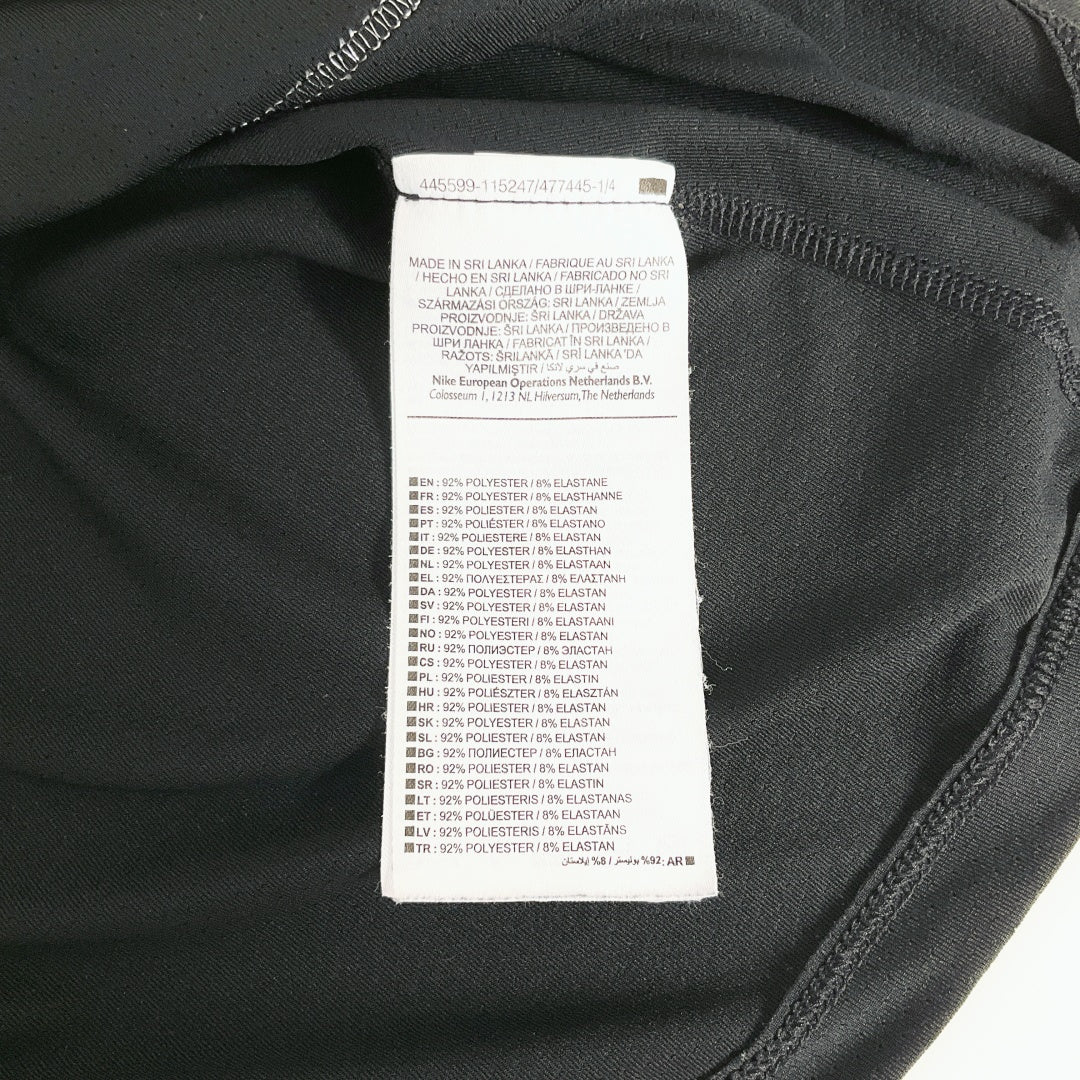 445599-115247/477445-1/4
MADE IN SRI LANKA / FABRIQUE AU SRI LANKA
/ HECHO EN SRI LANKA / FABRICADO NO SRI
LANKA / СДЕЛАНО В ШРИ-ЛАНКЕ /
SZÁRMAZÁSI ORSZÁG: SRI LANKA / ZEMLJA
PROIZVODNJE: ŠRI LANKA / DRŽAVA
PROIZVODNJE: ŠRI LANKA / ПРОИЗВЕДЕНО В
ШРИ ЛАНКА / FABRICAT ÎN SRI LANKA /
RAŽOTS: ŠRILANKĀ / SRİ LANKA'DA
YAPILMIŞTIR / صنع في سري لانكا
Nike European Operations Netherlands B.V.
Colosseum 1, 1213 NL Hilversum, The Netherlands
EN : 92% POLYESTER / 8% ELASTANE
FR : 92% POLYESTER / 8% ELASTHANNE
ES : 92% POLYESTER / 8% ELASTAN
PT : 92% POLIÉSTER / 8% ELASTANO
IT : 92% POLIESTERE / 8% ELASTAN
DE : 92% POLYESTER / 8% ELASTHAN
NL : 92% POLYESTER / 8% ELASTAAN
EL : 92% ΠΟΛΥΕΣΤΕΡΑΣ / 8% ΕΛΑΣΤΑΝΗ
DA : 92% POLYESTER / 8% ELASTAN
SV : 92% POLYESTER / 8% ELASTAN
FI : 92% POLYESTERI / 8% ELASTAANI
NO : 92% POLYESTER / 8% ELASTAN
RU : 92% ПОЛИЭСТЕР / 8% ЭЛАСТАН
CS : 92% POLYESTER / 8% ELASTAN
PL : 92% POLIESTER / 8% ELASTIN
HU : 92% POLIÉSZTER / 8% ELASZTÁN
HR : 92% POLIESTER / 8% ELASTAN
SK : 92% POLYESTER / 8% ELASTAN
SL : 92% POLIESTER / 8% ELASTAN
BG : 92% ПОЛИЕСТЕР / 8% ЕЛАСТАН
RO : 92% POLIESTER / 8% ELASTAN
SR : 92% POLIESTER / 8% ELASTIN
LT : 92% POLIESTERIS / 8% ELASTANAS
ET : 92% POLÜESTER / 8% ELASTAAN
LV : 92% POLIESTERIS / 8% ELASTĀNS
TR : 92% POLYESTER / 8% ELASTAN
AR :92% بوليستر / 8% إيلاستان